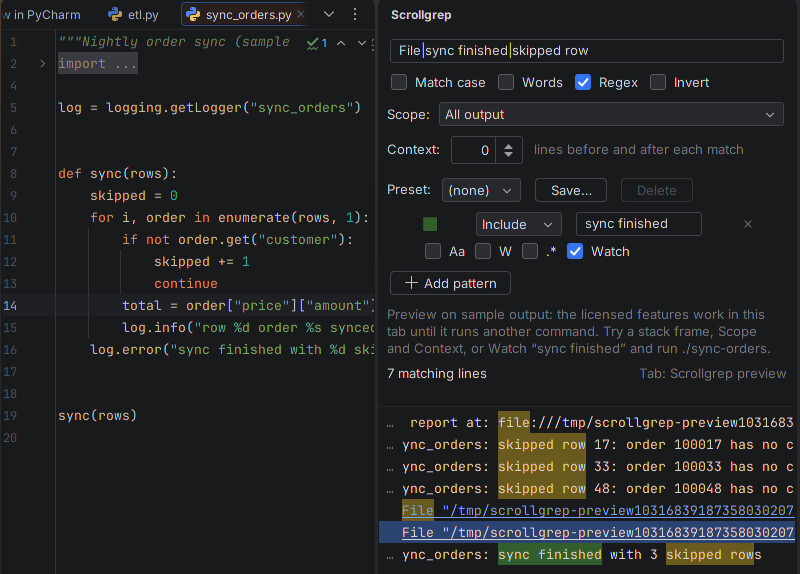 w in PyCharm
etl.py
sync_orders.py
1 """Nightly order sync (sample
1
2 import ...
4
5 log = logging.getLogger("sync_orders")
6
7
8 def sync(rows):
9 skipped = 0
10 for i, order in enumerate(rows, 1):
11 if not order.get("customer"):
12 skipped += 1
13 continue
14 total = order["price"]["amount"]
15 log.info("row %d order %s synced
16 log.error("sync finished with %d ski
17
18
19 sync(rows)
20
Scrollgrep
File|sync finished|skipped row
Match case Words Regex Invert
Scope: All output
Context: 0 lines before and after each match
Preset: (none) Save... Delete
Include sync finished
Aa W .* Watch
Add pattern
Preview on sample output: the licensed features work in this
tab until it runs another command. Try a stack frame, Scope
and Context, or Watch “sync finished” and run ./sync-orders.
7 matching lines Tab: Scrollgrep preview
… report at: file:///tmp/scrollgrep-preview1031683
… ync_orders: skipped row 17: order 100017 has no c
… ync_orders: skipped row 33: order 100033 has no c
… ync_orders: skipped row 48: order 100048 has no c
File "/tmp/scrollgrep-preview10316839187358030207
File "/tmp/scrollgrep-preview10316839187358030207
… ync_orders: sync finished with 3 skipped rows